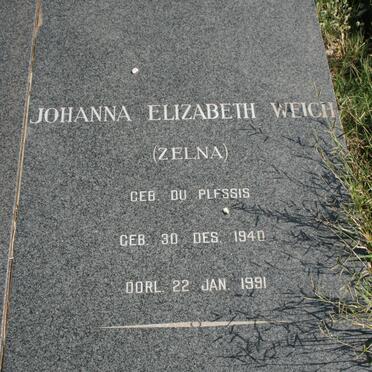 JOHANNA ELIZABETH WEICH
(ZELNA)
GEB. DU PLESSIS
GEB. 30 DES. 1940
OORL. 22 JAN. 1991